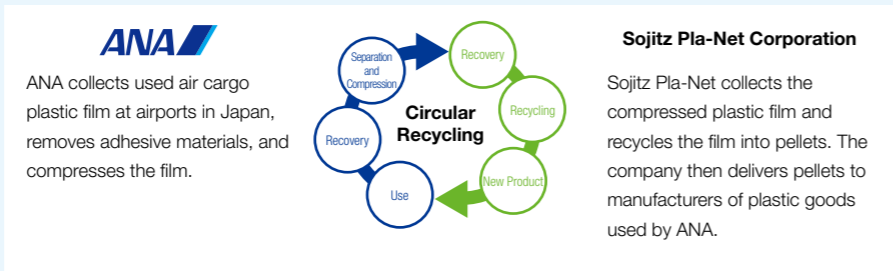 ANA
ANA collects used air cargo
plastic film at airports in Japan,
removes adhesive materials, and
compresses the film.
Separation
and
Compression
Recovery
Use
Circular
Recycling
Recovery
Recycling
New Product
Sojitz Pla-Net Corporation
Sojitz Pla-Net collects the
compressed plastic film and
recycles the film into pellets. The
company then delivers pellets to
manufacturers of plastic goods
used by ANA.